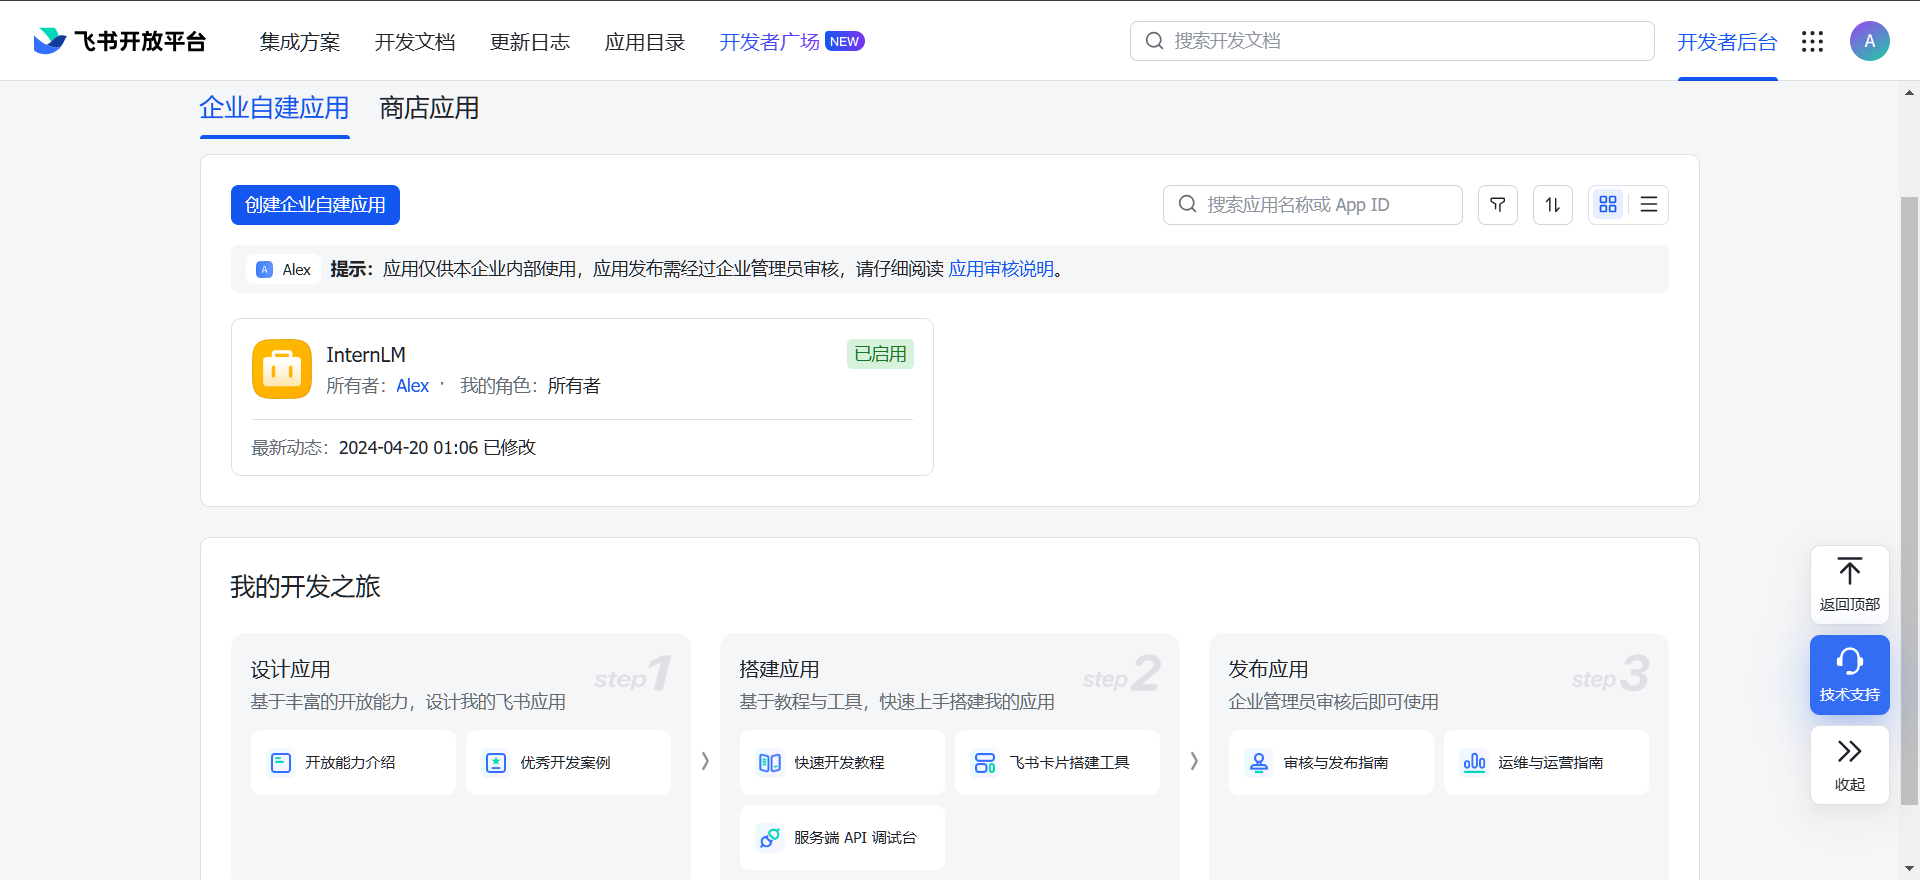 飞书开放平台 集成方案 开发文档 更新日志 应用目录 开发者广场 NEW 搜索开发文档 开发者后台 A
企业自建应用 商店应用
创建企业自建应用 搜索应用名称或 App ID
A Alex 提示：应用仅供本企业内部使用，应用发布需经过企业管理员审核，请仔细阅读 应用审核说明。
InternLM 已启用
所有者：Alex · 我的角色：所有者
最新动态：2024-04-20 01:06 已修改
我的开发之旅
设计应用 step1
基于丰富的开放能力，设计我的飞书应用
开放能力介绍 优秀开发案例
搭建应用 step2
基于教程与工具，快速上手搭建我的应用
快速开发教程 飞书卡片搭建工具
服务端 API 调试台
发布应用 step3
企业管理员审核后即可使用
审核与发布指南 运维与运营指南
返回顶部
技术支持
收起